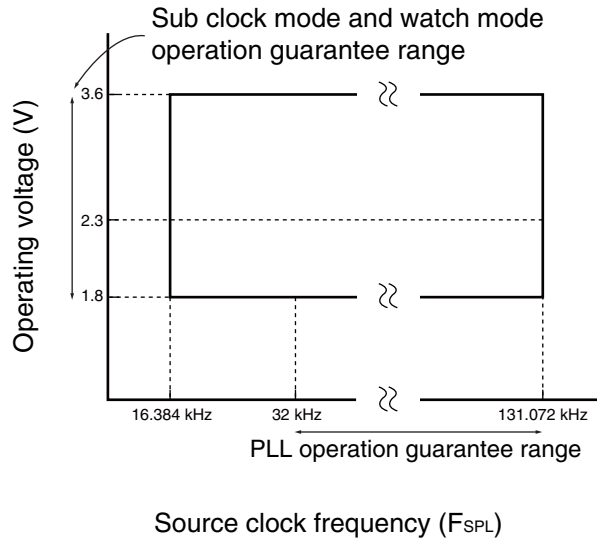 Sub clock mode and watch mode
operation guarantee range
Operating voltage (V)
3.6
2.3
1.8
16.384 kHz
32 kHz
131.072 kHz
PLL operation guarantee range
Source clock frequency (FSPL)